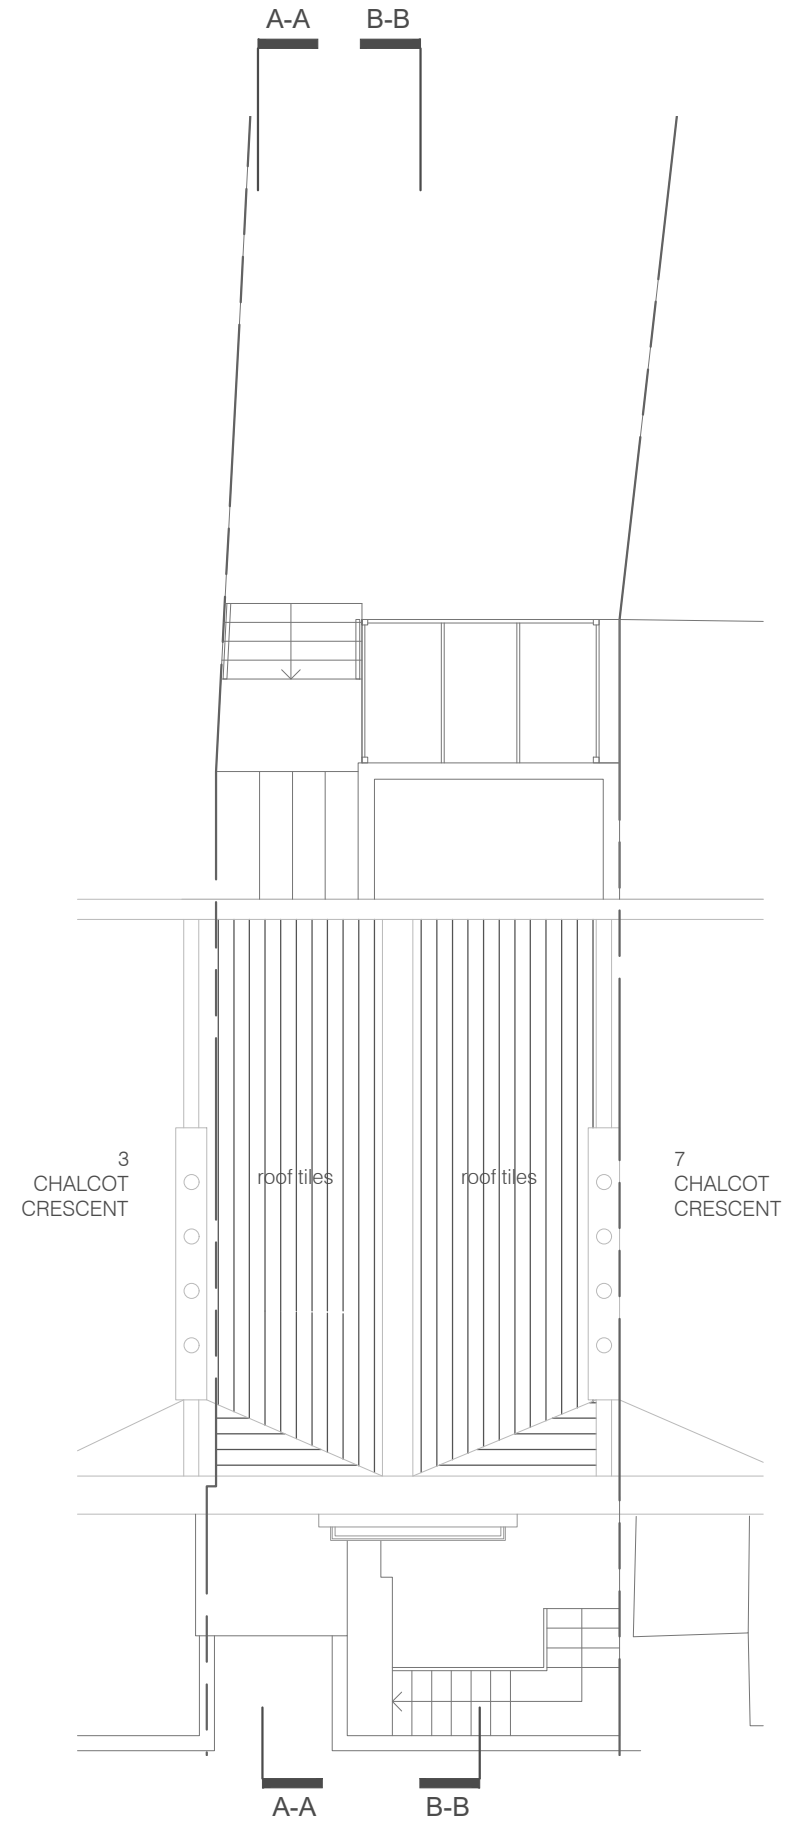 A-A
B-B
3
CHALCOT
CRESCENT
roof tiles
roof tiles
7
CHALCOT
CRESCENT
A-A
B-B